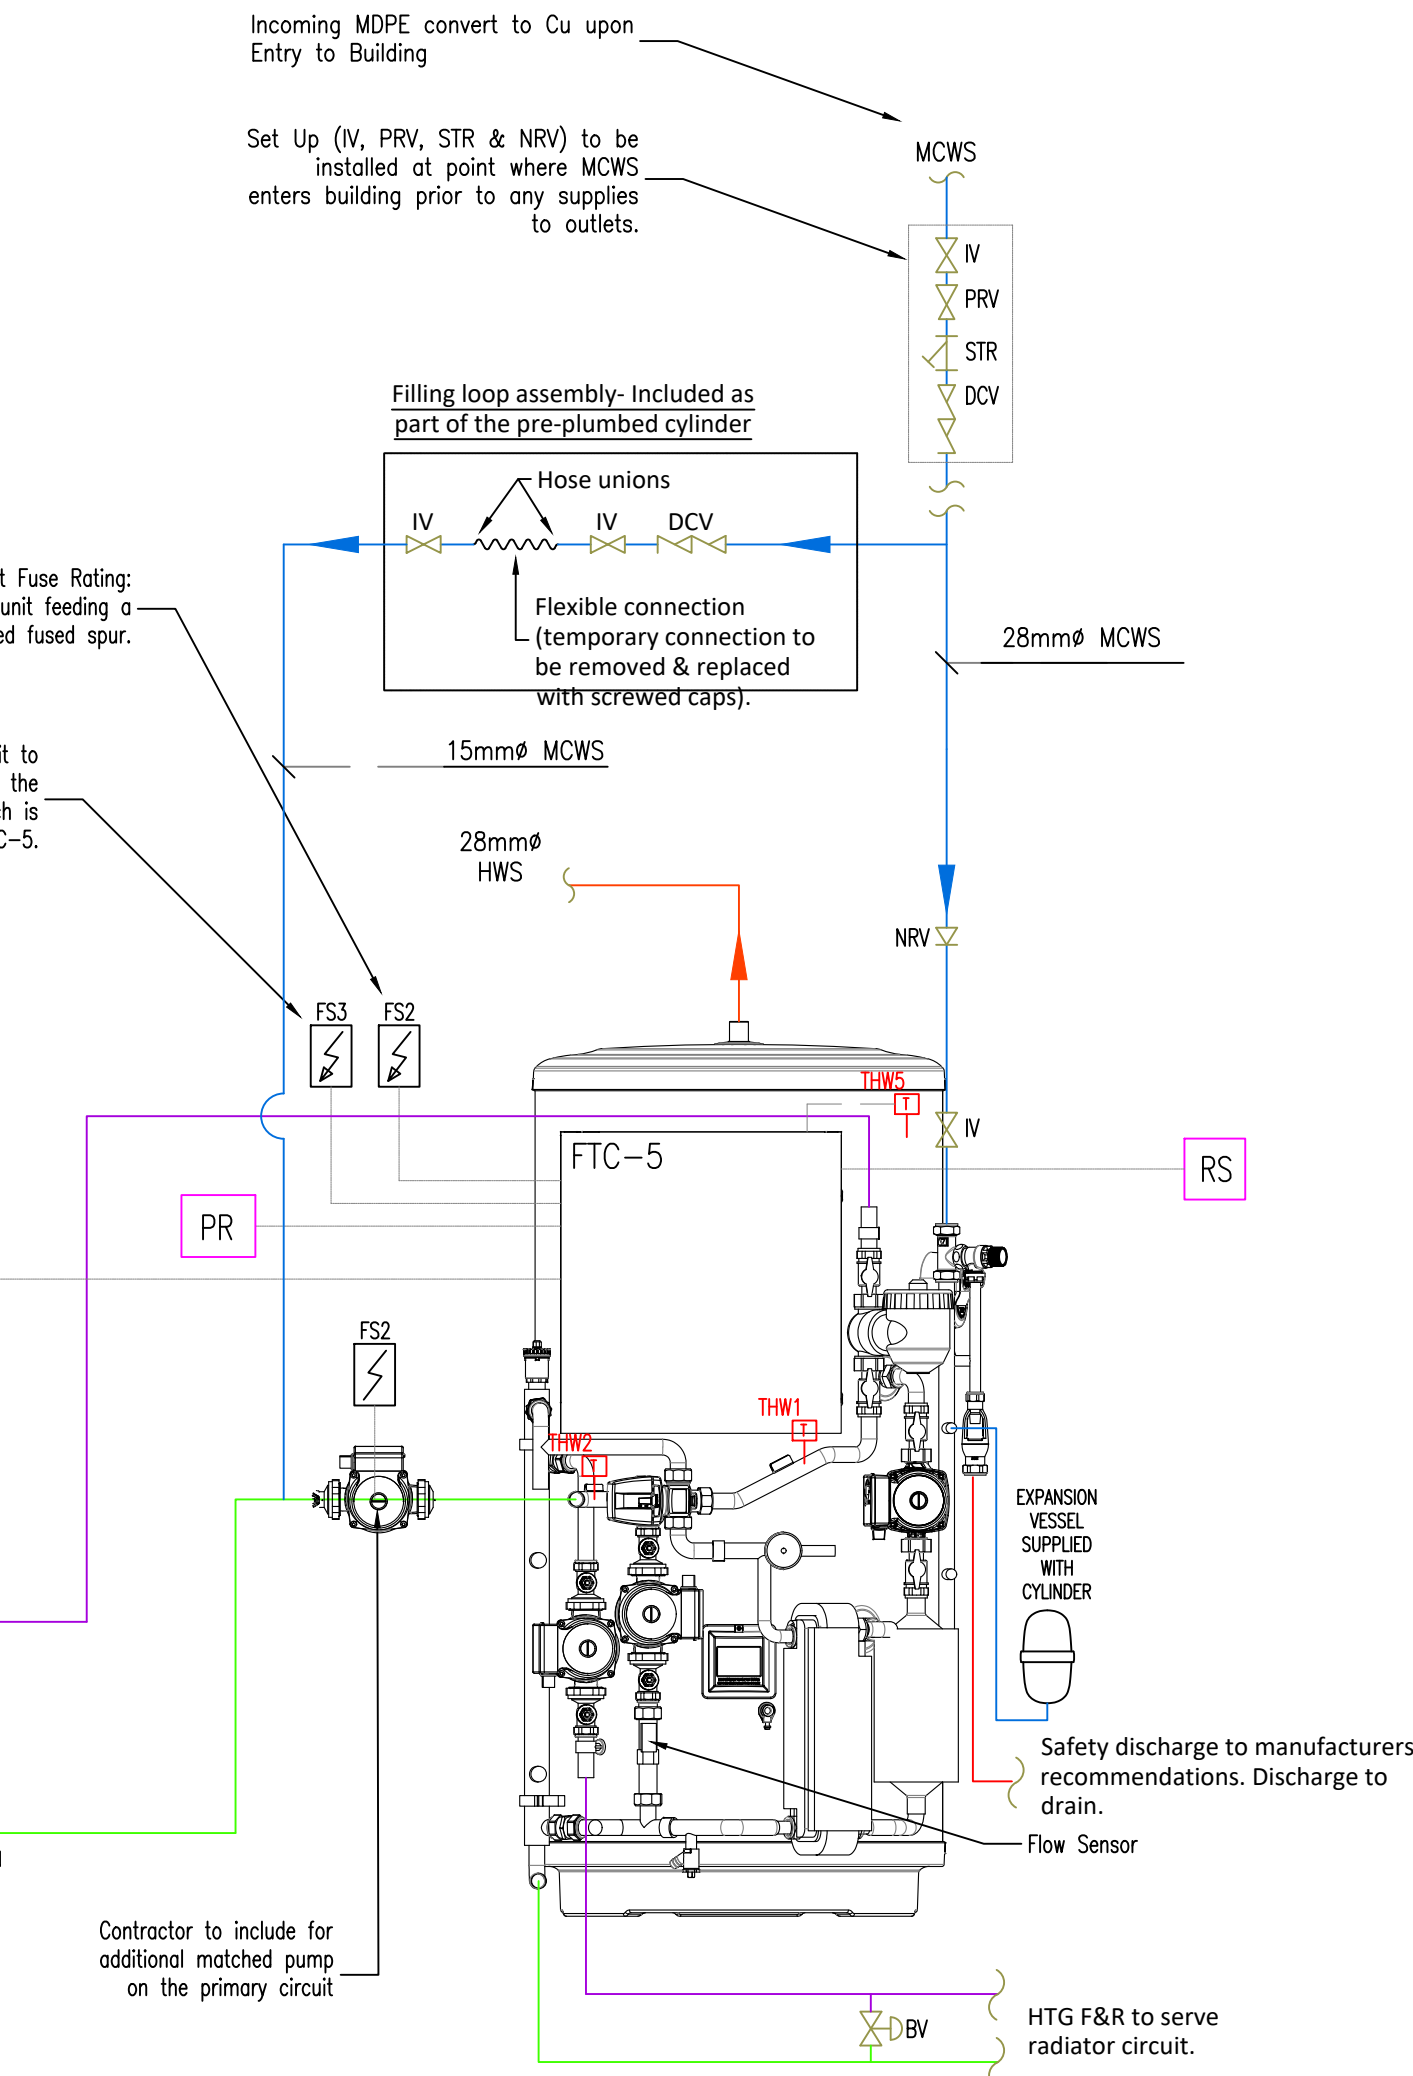 Incoming MDPE convert to Cu upon
Entry to Building
MCWS
Set Up (IV, PRV, STR & NRV) to be
installed at point where MCWS
enters building prior to any supplies
to outlets.
IV
PRV
STR
DCV
Filling loop assembly- Included as
part of the pre-plumbed cylinder
Hose unions
IV
IV
DCV
Flexible connection
(temporary connection to
be removed & replaced
with screwed caps).
t Fuse Rating:
unit feeding a
ed fused spur.
28mmø MCWS
15mmø MCWS
it to
the
ch is
C-5.
28mmø
HWS
NRV
FS3
FS2
THW5
T
IV
FTC-5
RS
PR
FS2
THW1
T
THW2
T
EXPANSION
VESSEL
SUPPLIED
WITH
CYLINDER
Safety discharge to manufacturers
recommendations. Discharge to
drain.
Flow Sensor
Contractor to include for
additional matched pump
on the primary circuit
BV
HTG F&R to serve
radiator circuit.